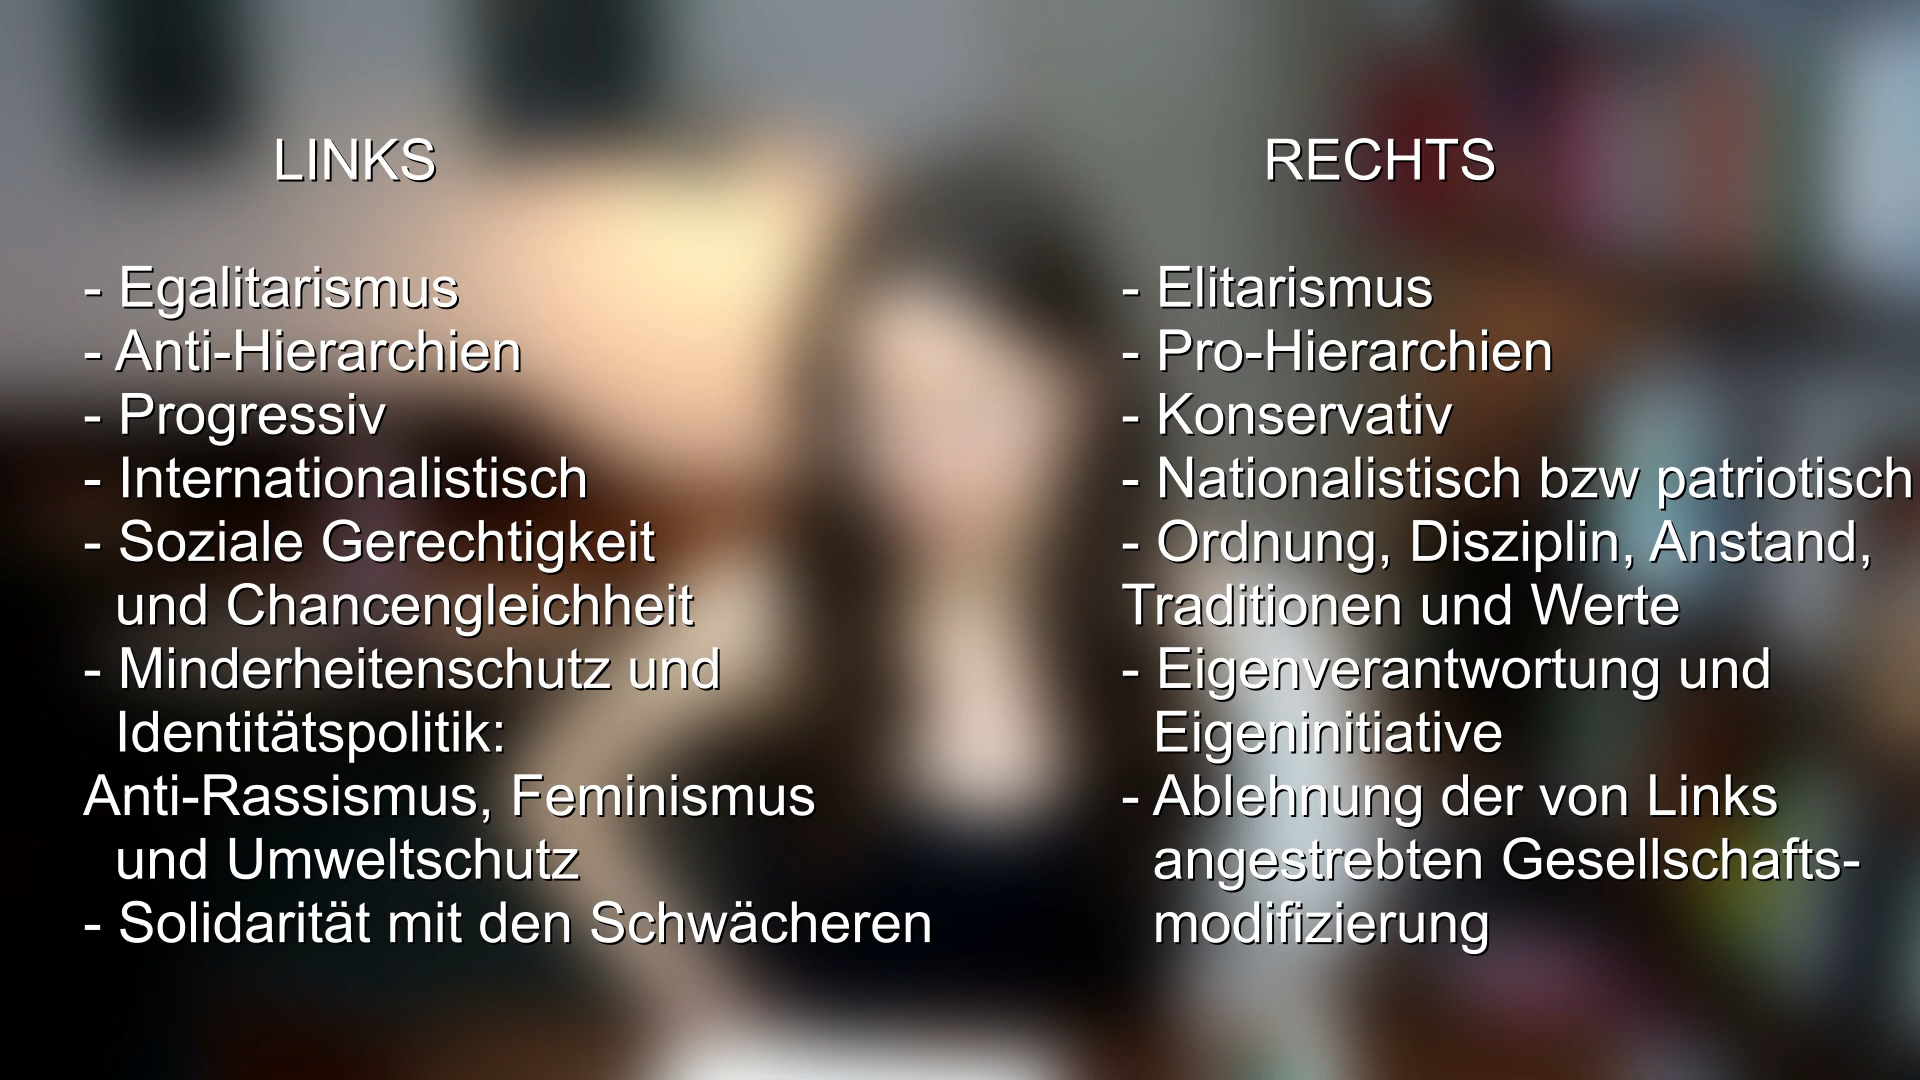 LINKS
- Egalitarismus
- Anti-Hierarchien
- Progressiv
- Internationalistisch
- Soziale Gerechtigkeit
und Chancengleichheit
- Minderheitenschutz und
Identitätspolitik:
Anti-Rassismus, Feminismus
und Umweltschutz
- Solidarität mit den Schwächeren
RECHTS
- Elitarismus
- Pro-Hierarchien
- Konservativ
- Nationalistisch bzw patriotisch
- Ordnung, Disziplin, Anstand,
Traditionen und Werte
- Eigenverantwortung und
Eigeninitiative
- Ablehnung der von Links
angestrebten Gesellschafts-
modifizierung